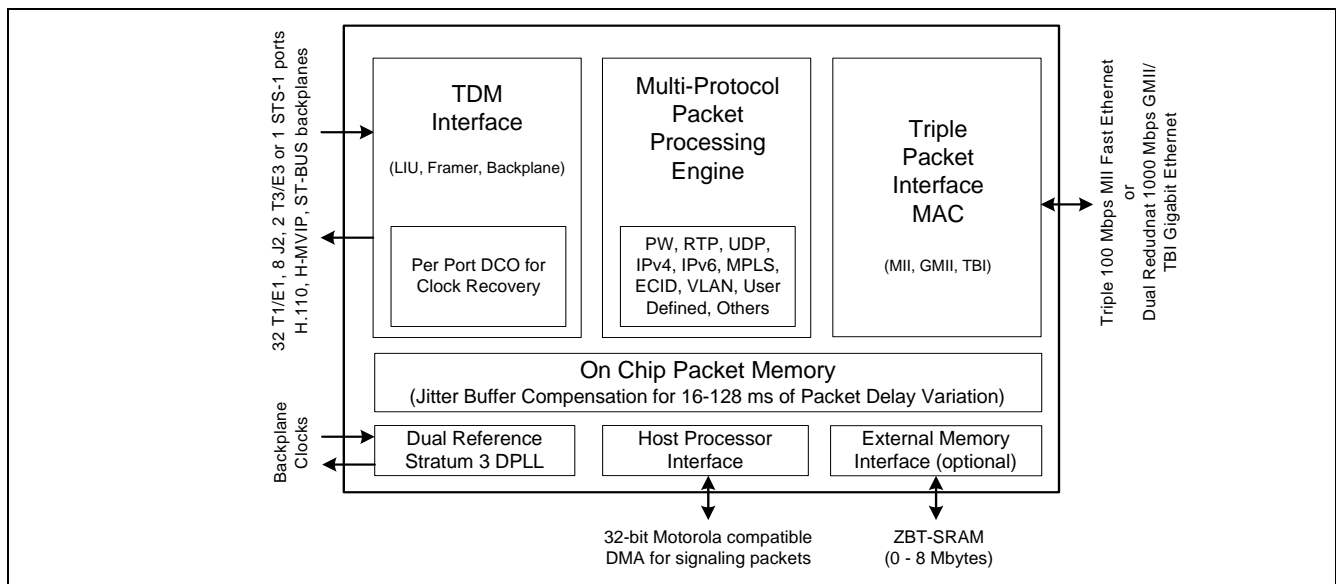 32 T1/E1, 8 J2, 2 T3/E3 or 1 STS-1 ports
H.110, H-MVIP, ST-BUS backplanes
TDM
Interface
(LIU, Framer, Backplane)
Per Port DCO for
Clock Recovery
Multi-Protocol
Packet
Processing
Engine
PW, RTP, UDP,
IPv4, IPv6, MPLS,
ECID, VLAN, User
Defined, Others
Triple
Packet
Interface
MAC
(MII, GMII, TBI)
Triple 100 Mbps MII Fast Ethernet
or
Dual Redudnat 1000 Mbps GMII/
TBI Gigabit Ethernet
On Chip Packet Memory
(Jitter Buffer Compensation for 16-128 ms of Packet Delay Variation)
Backplane
Clocks
Dual Reference
Stratum 3 DPLL
Host Processor
Interface
External Memory
Interface (optional)
32-bit Motorola compatible
DMA for signaling packets
ZBT-SRAM
(0 - 8 Mbytes)